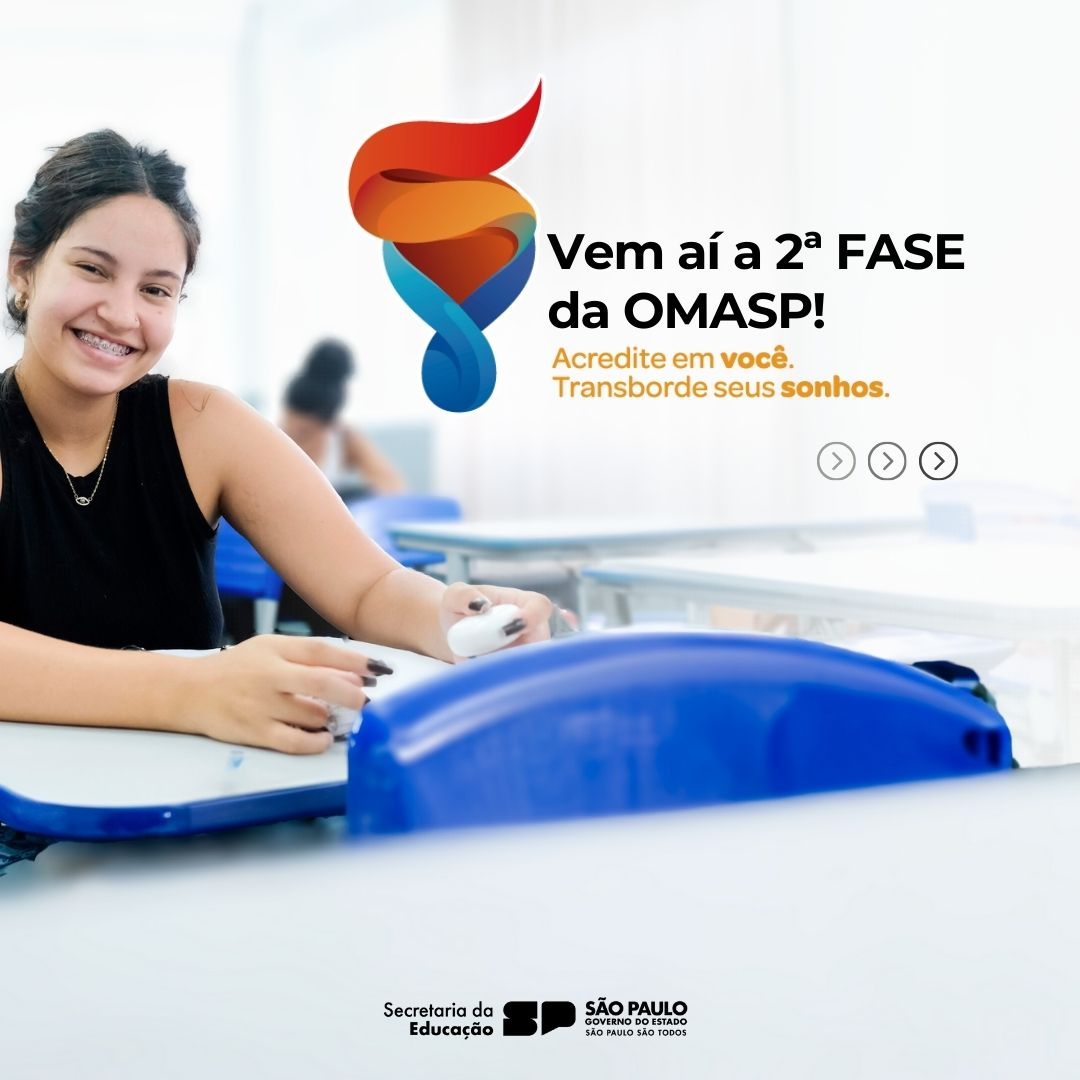 Vem aí a 2ª FASE
da OMASP!
Acredite em você.
Transborde seus sonhos.
Secretaria da
Educação
SP
SÃO PAULO
GOVERNO DO ESTADO
SÃO PAULO SÃO TODOS